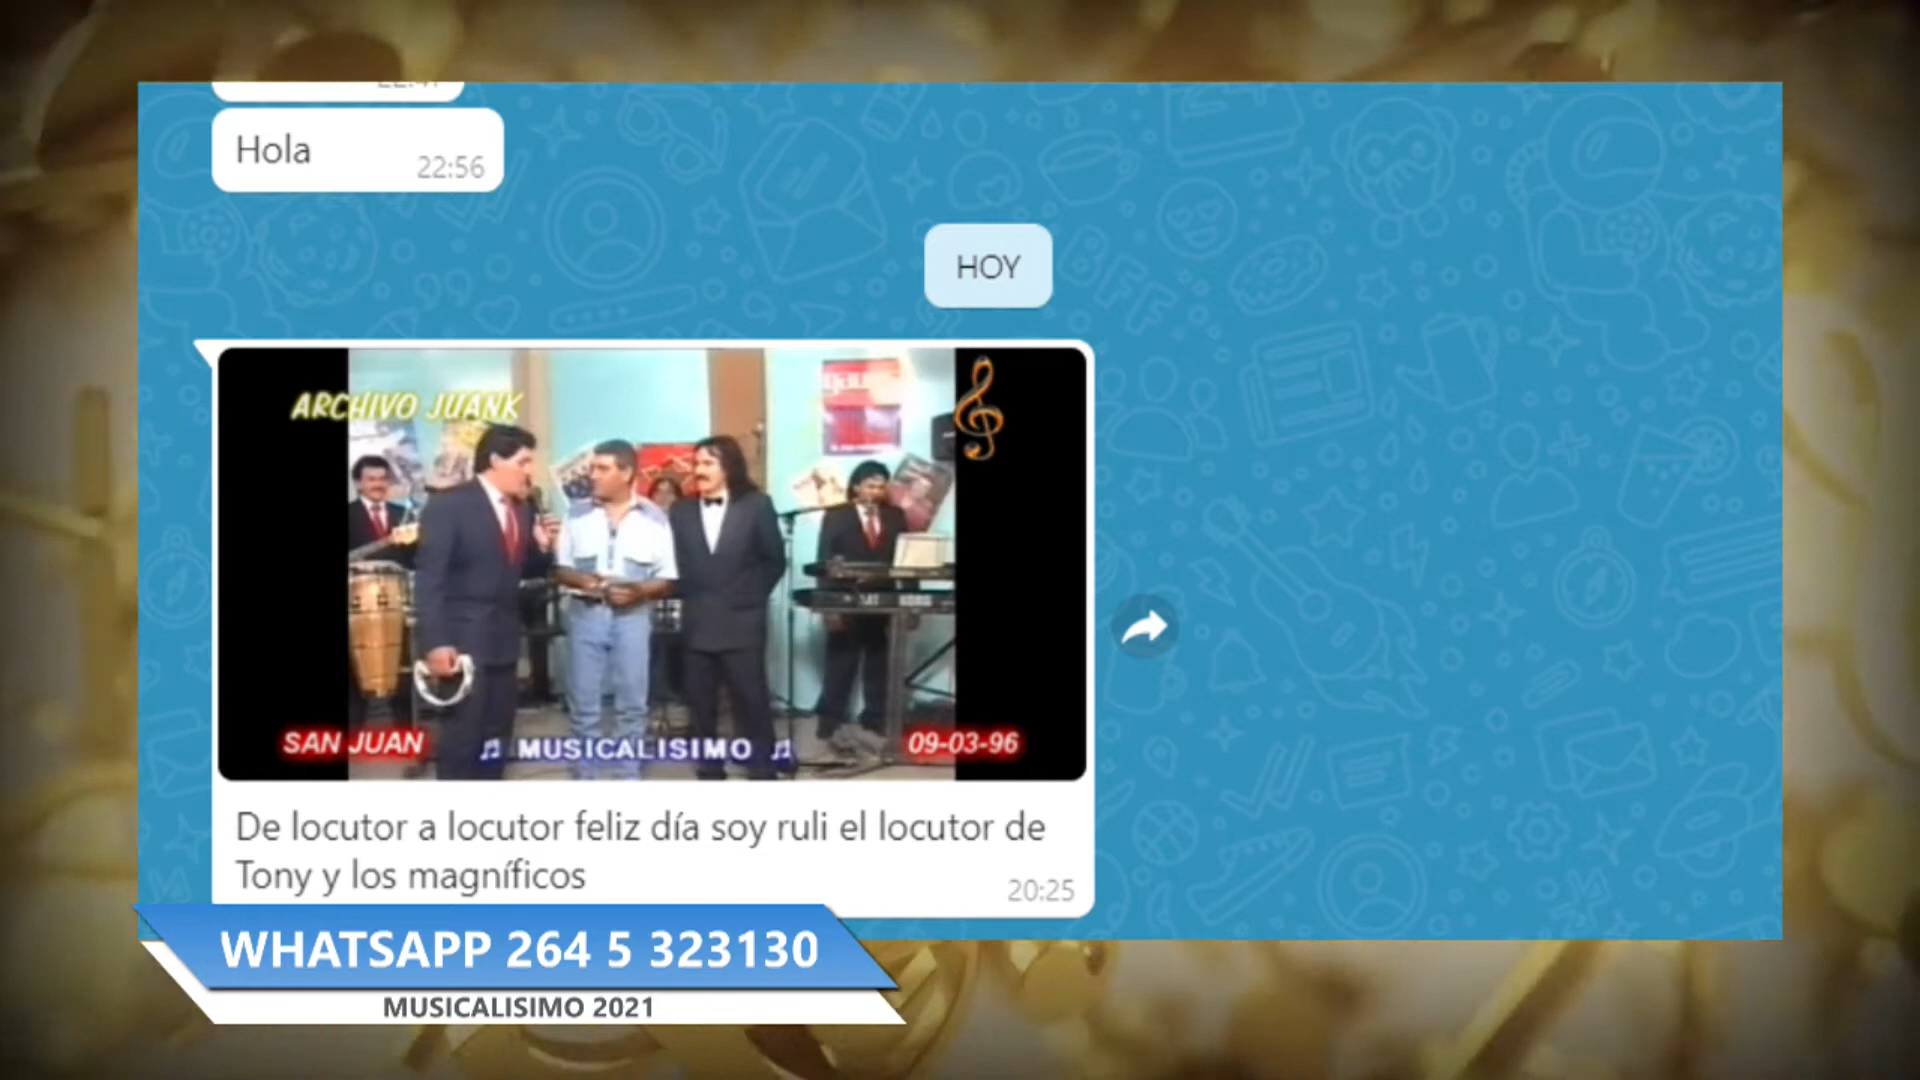 Hola
22:56
HOY
ARCHIVO JUANK
SAN JUAN
♫ MUSICALISIMO ♫
09-03-96
De locutor a locutor feliz día soy ruli el locutor de
Tony y los magníficos
20:25
WHATSAPP 264 5 323130
MUSICALISIMO 2021